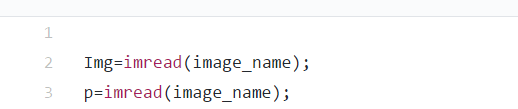 1
2 Img=imread(image_name);
3 p=imread(image_name);